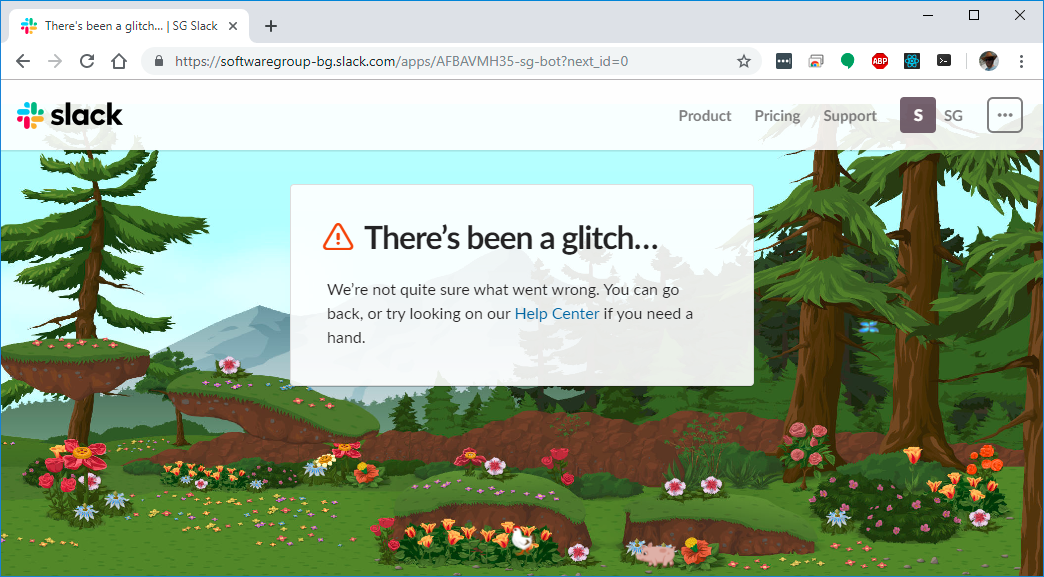 There's been a glitch... | SG Slack
https://softwaregroup-bg.slack.com/apps/AFBAVMH35-sg-bot?next_id=0
ABP
slack
Product Pricing Support S SG
There’s been a glitch…
We’re not quite sure what went wrong. You can go
back, or try looking on our Help Center if you need a
hand.